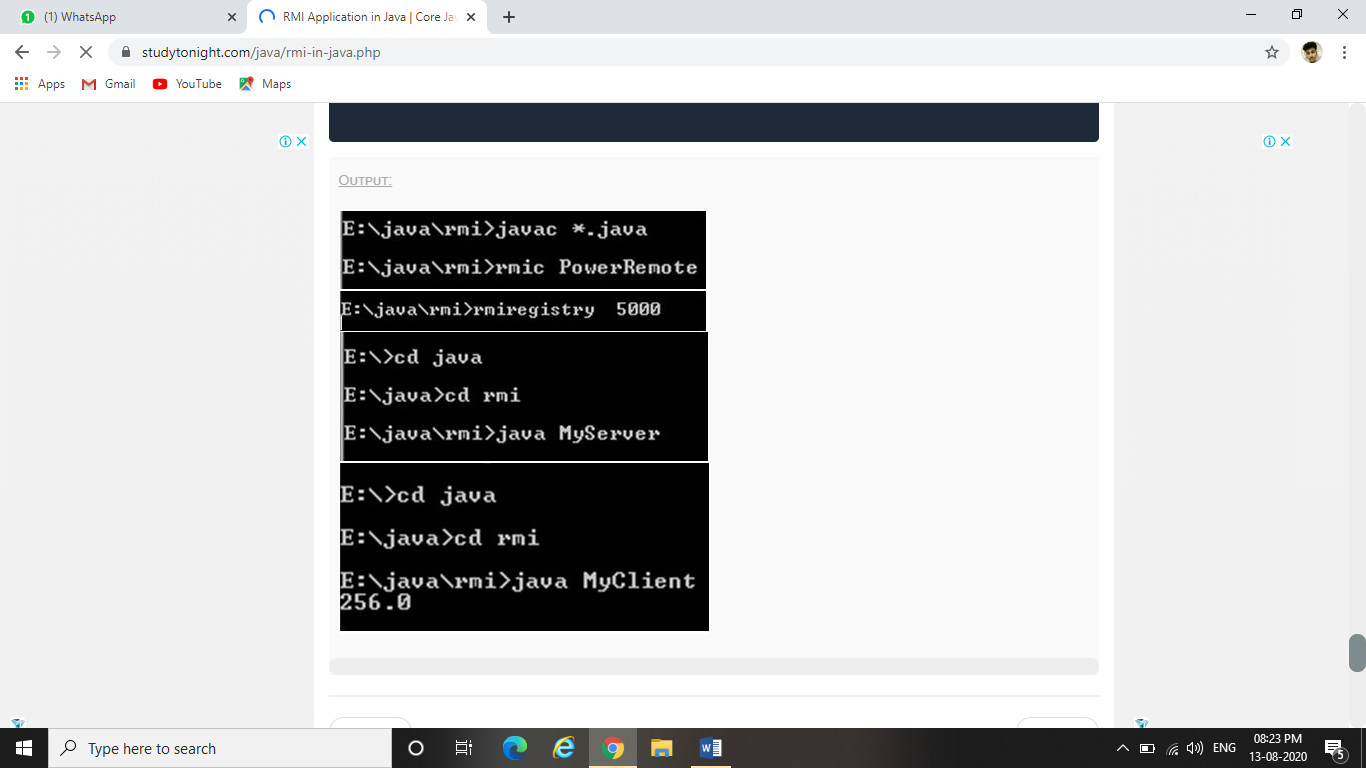 (1) WhatsApp
RMI Application in Java | Core Jav
studytonight.com/java/rmi-in-java.php
Apps Gmail YouTube Maps
OUTPUT:
E:\java\rmi>javac *.java
E:\java\rmi>rmic PowerRemote
E:\java\rmi>rmiregistry 5000
E:\>cd java
E:\java>cd rmi
E:\java\rmi>java MyServer
E:\>cd java
E:\java>cd rmi
E:\java\rmi>java MyClient
256.0
Type here to search
ENG
08:23 PM
13-08-2020
5